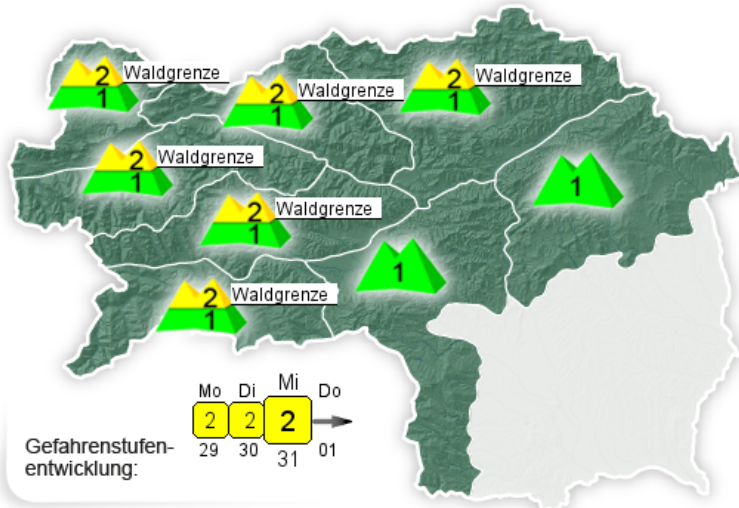 2 Waldgrenze
1
2 Waldgrenze
1
2 Waldgrenze
1
2 Waldgrenze
1
1
2 Waldgrenze
1
1
2 Waldgrenze
1
Mo Di Mi Do
2 2 2
29 30 31 01
Gefahrenstufen-
entwicklung: